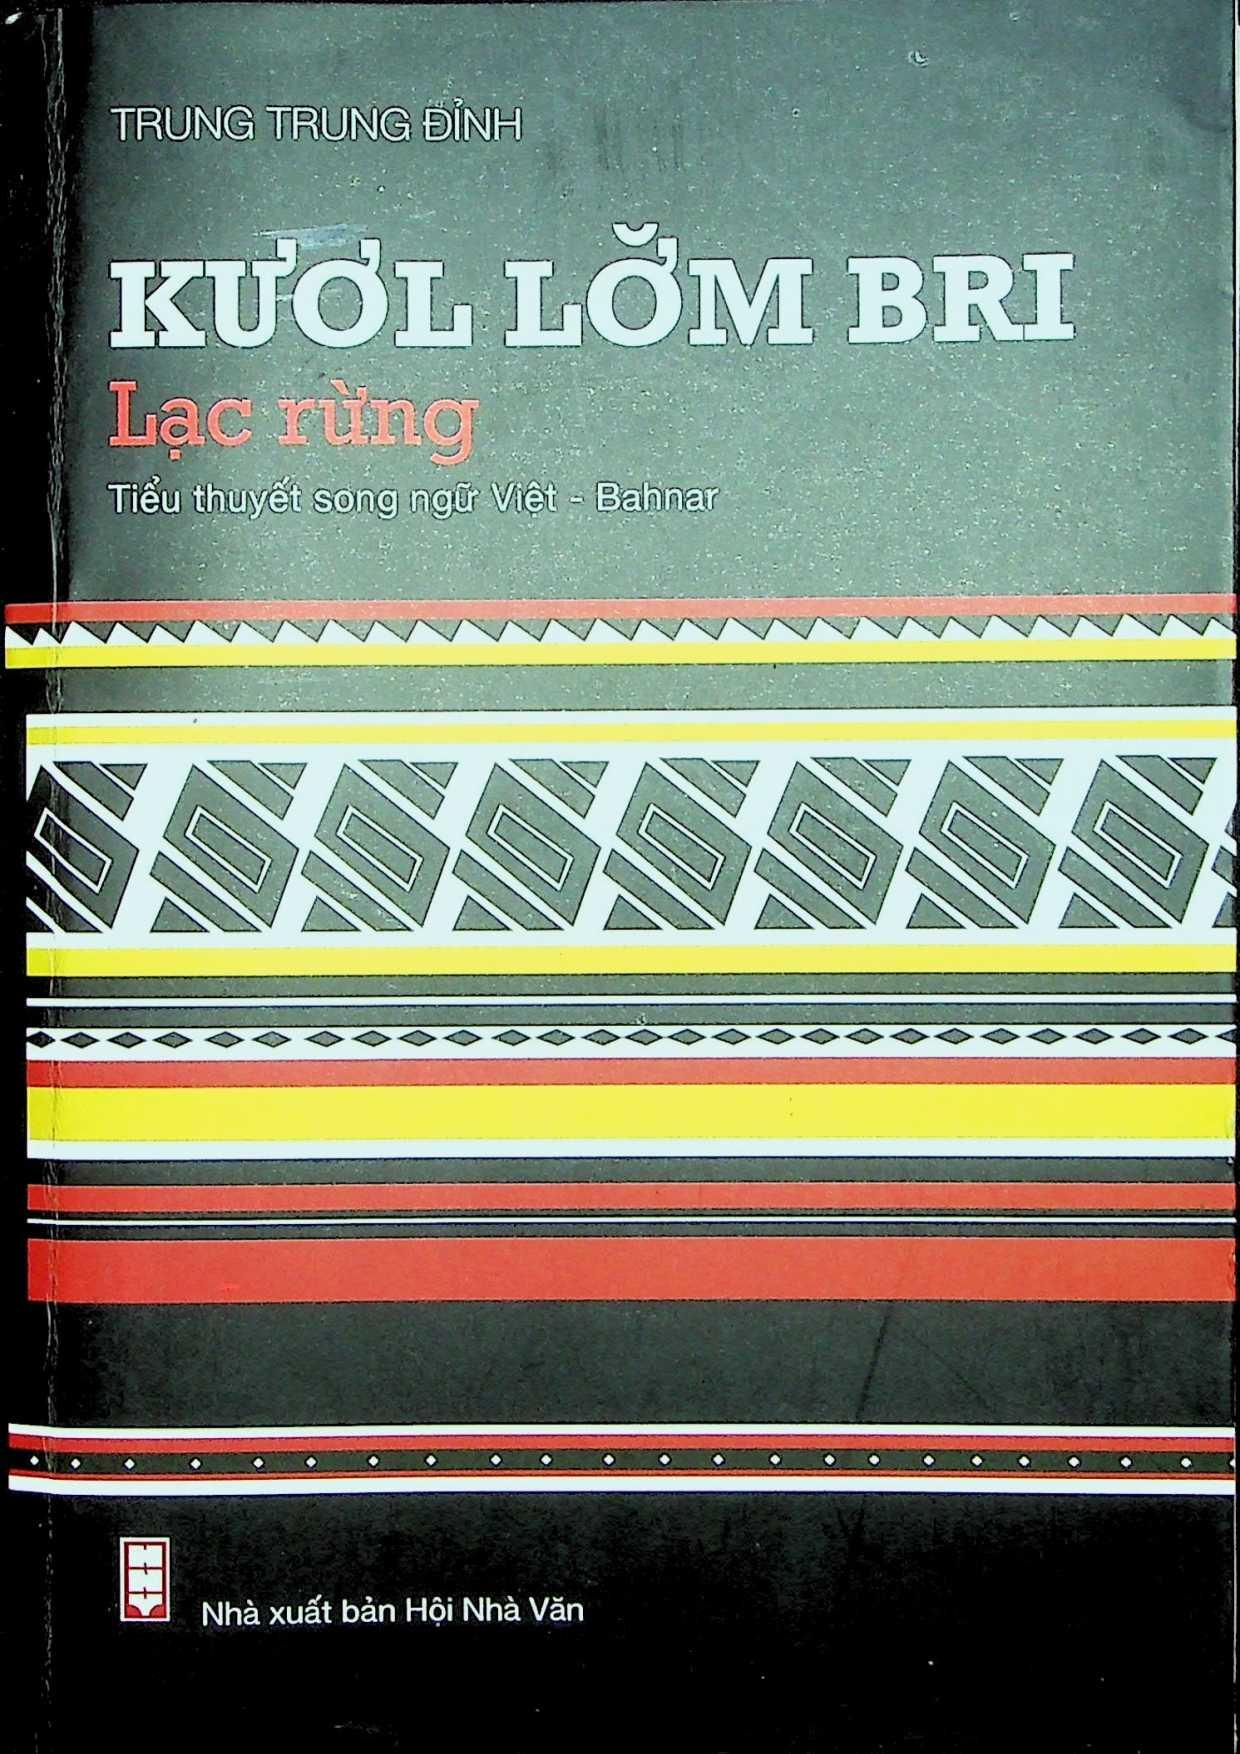 TRUNG TRUNG ĐỈNH
KƯƠL LƠ̆M BRI
Lạc rừng
Tiểu thuyết song ngữ Việt - Bahnar
Nhà xuất bản Hội Nhà Văn